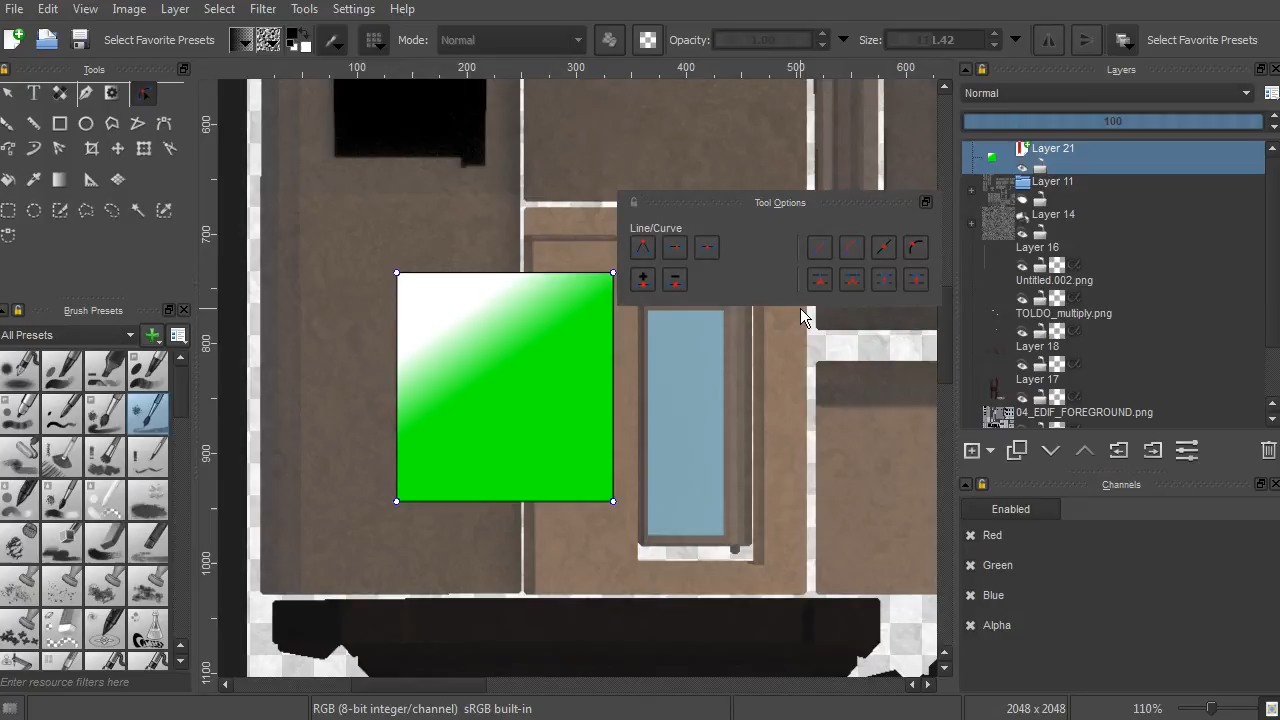 File Edit View Image Layer Select Filter Tools Settings Help
Select Favorite Presets
Mode: Normal
Opacity: 1.00
Size: 11.42
Select Favorite Presets
Tools
T
Brush Presets
All Presets
Enter resource filters here
100 200 300 400 500 600
600
700
800
900
1000
1100
Tool Options
Line/Curve
Layers
Normal
100
Layer 21
Layer 11
Layer 14
Layer 16
Untitled.002.png
TOLDO_multiply.png
Layer 18
Layer 17
04_EDIF_FOREGROUND.png
Channels
Enabled
Red
Green
Blue
Alpha
RGB (8-bit integer/channel) sRGB built-in
2048 x 2048
110%